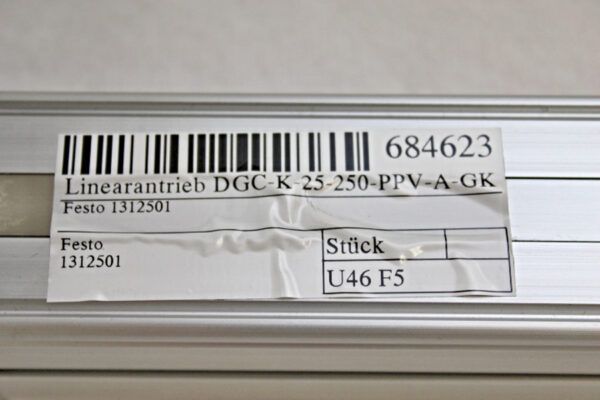 684623
Linearantrieb DGC-K-25-250-PPV-A-GK
Festo 1312501
Festo
1312501
Stück
U46 F5